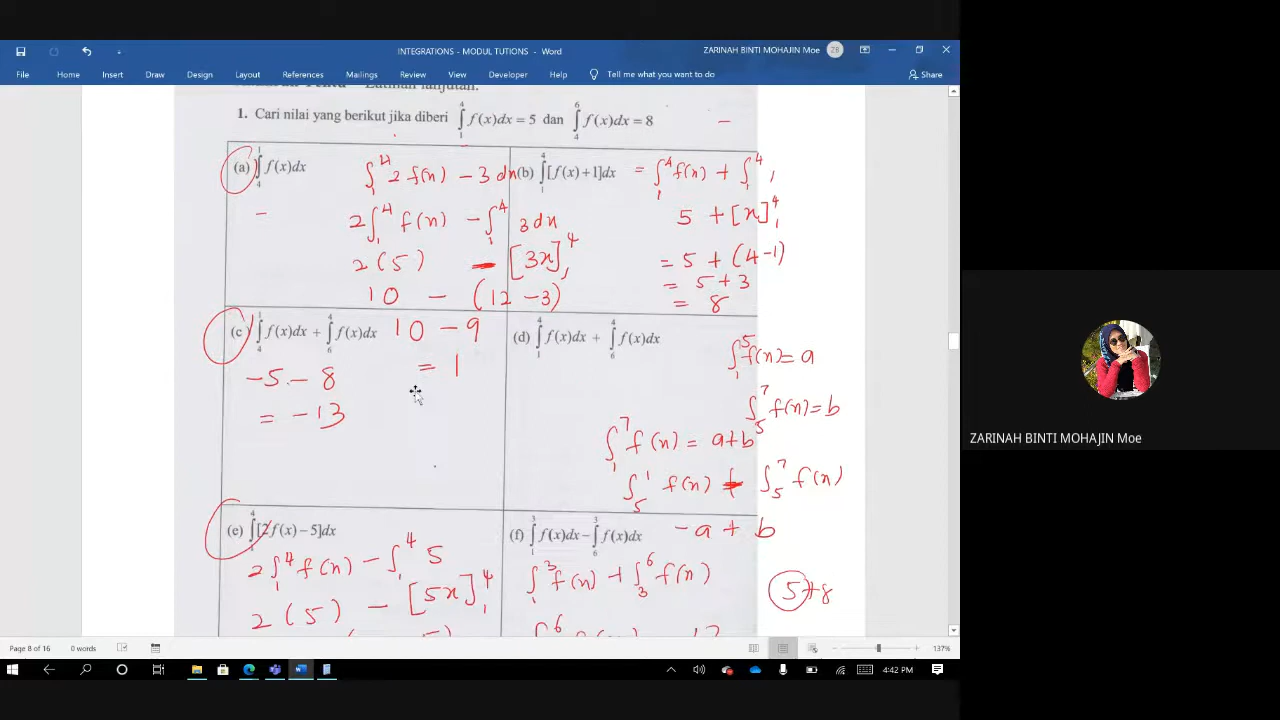 INTEGRATIONS - MODUL TUTIONS - Word
ZARINAH BINTI MOHAJIN Moe
ZB
File Home Insert Draw Design Layout References Mailings Review View Developer Help Tell me what you want to do Share
1. Cari nilai yang berikut jika diberi ∫₁⁴ f(x)dx = 5 dan ∫₄⁶ f(x)dx = 8
(a) ∫₄¹ f(x)dx
∫₁⁴ 2 f(x) - 3 dx
2∫₁⁴ f(x) - ∫₁⁴ 3 dx
2(5) - [3x]₁⁴
10 - (12 - 3)
10 - 9
= 1
(b) ∫₁⁴ [f(x) + 1]dx = ∫₁⁴ f(x) + ∫₁⁴ 1
5 + [x]₁⁴
= 5 + (4-1)
= 5 + 3
= 8
(c) ∫₄¹ f(x)dx + ∫₆⁴ f(x)dx
-5 - 8
= -13
(d) ∫₁⁴ f(x)dx + ∫₆⁴ f(x)dx
∫₁⁵ f(x) = a
∫₅⁷ f(x) = b
∫₁⁷ f(x) = a+b
∫₅¹ f(x) + ∫₅⁷ f(x)
-a + b
5+8
(e) ∫₁⁴ [2f(x) - 5]dx
2∫₁⁴ f(x) - ∫₁⁴ 5
2(5) - [5x]₁⁴
(f) ∫₁³ f(x)dx - ∫₆³ f(x)dx
∫₁³ f(x) + ∫₃⁶ f(x)
ZARINAH BINTI MOHAJIN Moe
Page 8 of 16 0 words 137%
4:42 PM